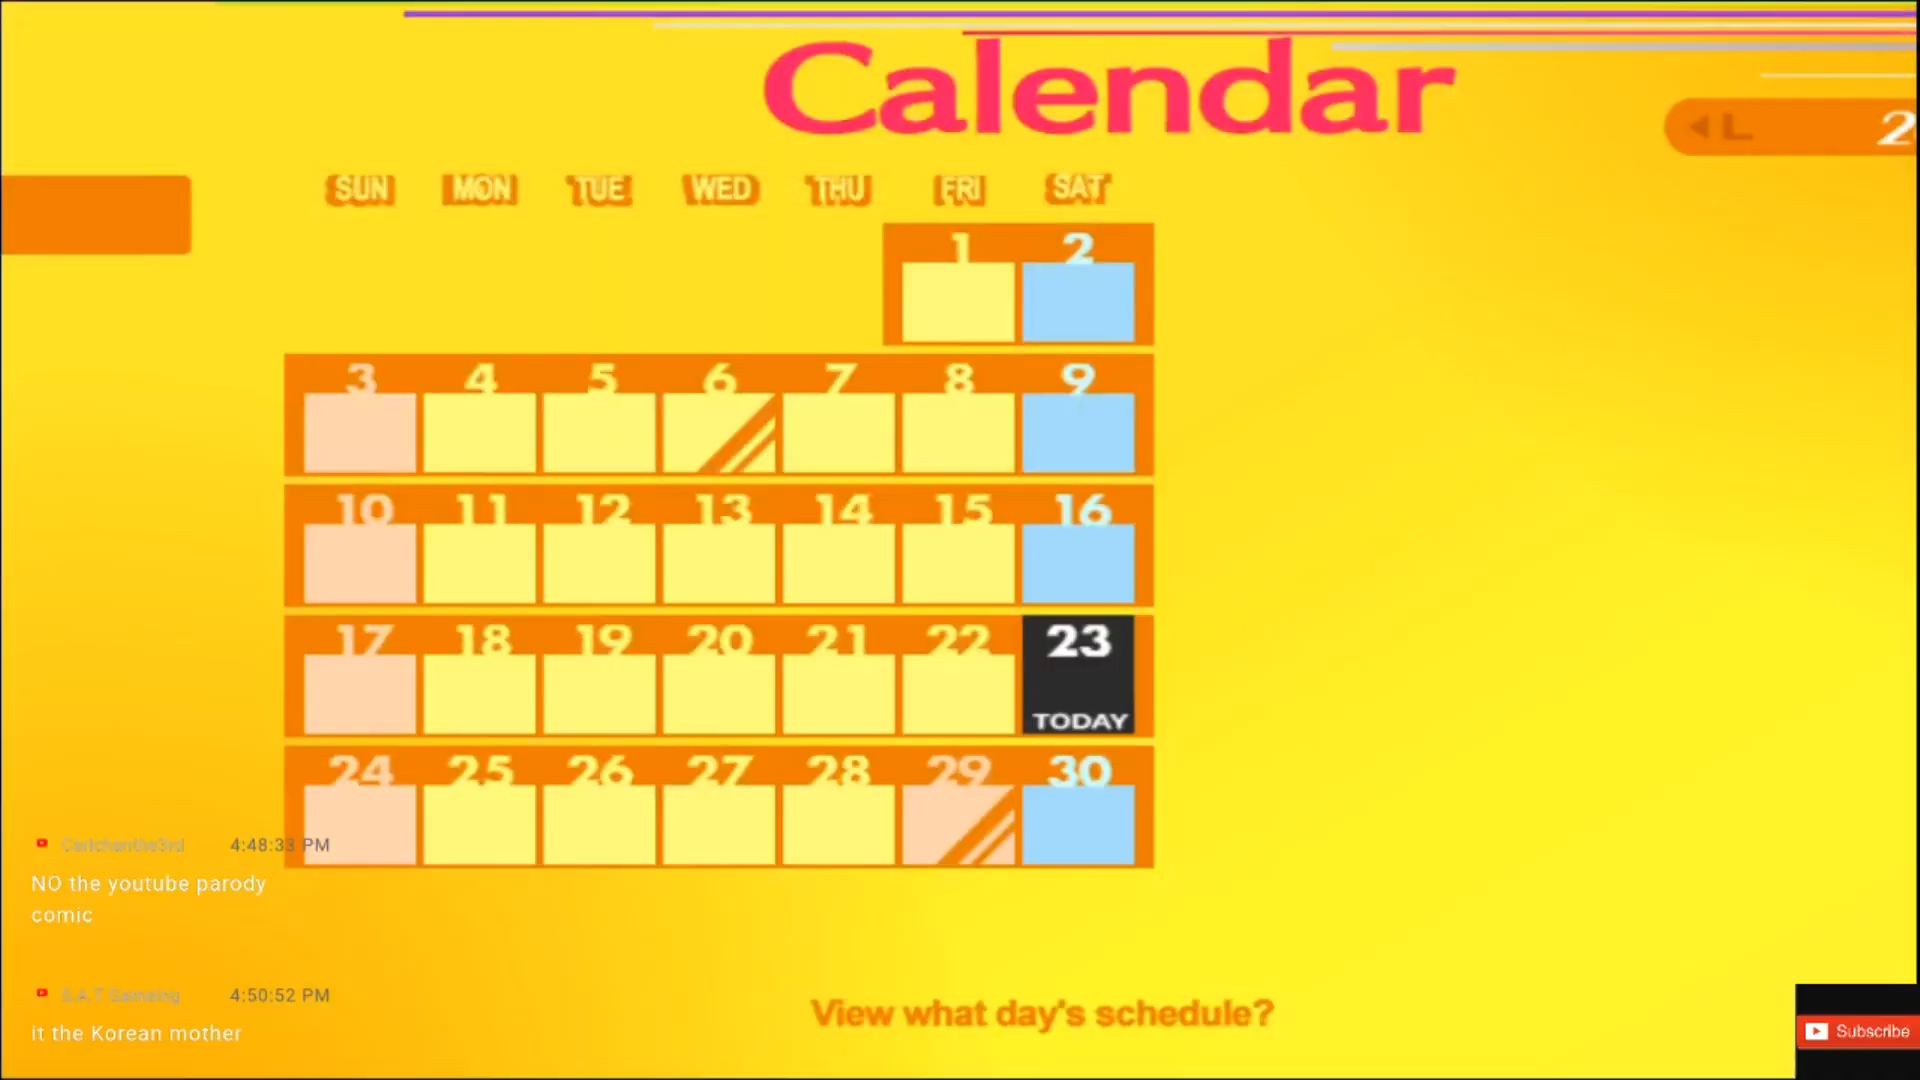 Calendar
L 2
SUN MON TUE WED THU FRI SAT
1 2
3 4 5 6 7 8 9
10 11 12 13 14 15 16
17 18 19 20 21 22 23
TODAY
24 25 26 27 28 29 30
Carlchanthe3rd 4:48:33 PM
NO the youtube parody
comic
4:50:52 PM
it the Korean mother
View what day's schedule?
Subscribe